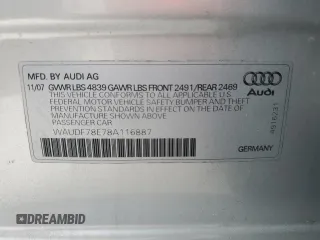 MFD. BY AUDI AG
11/07 GVWR LBS 4839 GAWR LBS FRONT 2491/REAR 2469
THIS VEHICLE CONFORMS TO ALL APPLICABLE U.S.
FEDERAL MOTOR VEHICLE SAFETY, BUMPER AND THEFT
PREVENTION STANDARDS IN EFFECT ON THE DATE OF
MANUFACTURE SHOWN ABOVE
PASSENGER CAR
WAUDF78E78A116887
Audi
GERMANY
DREAMBID